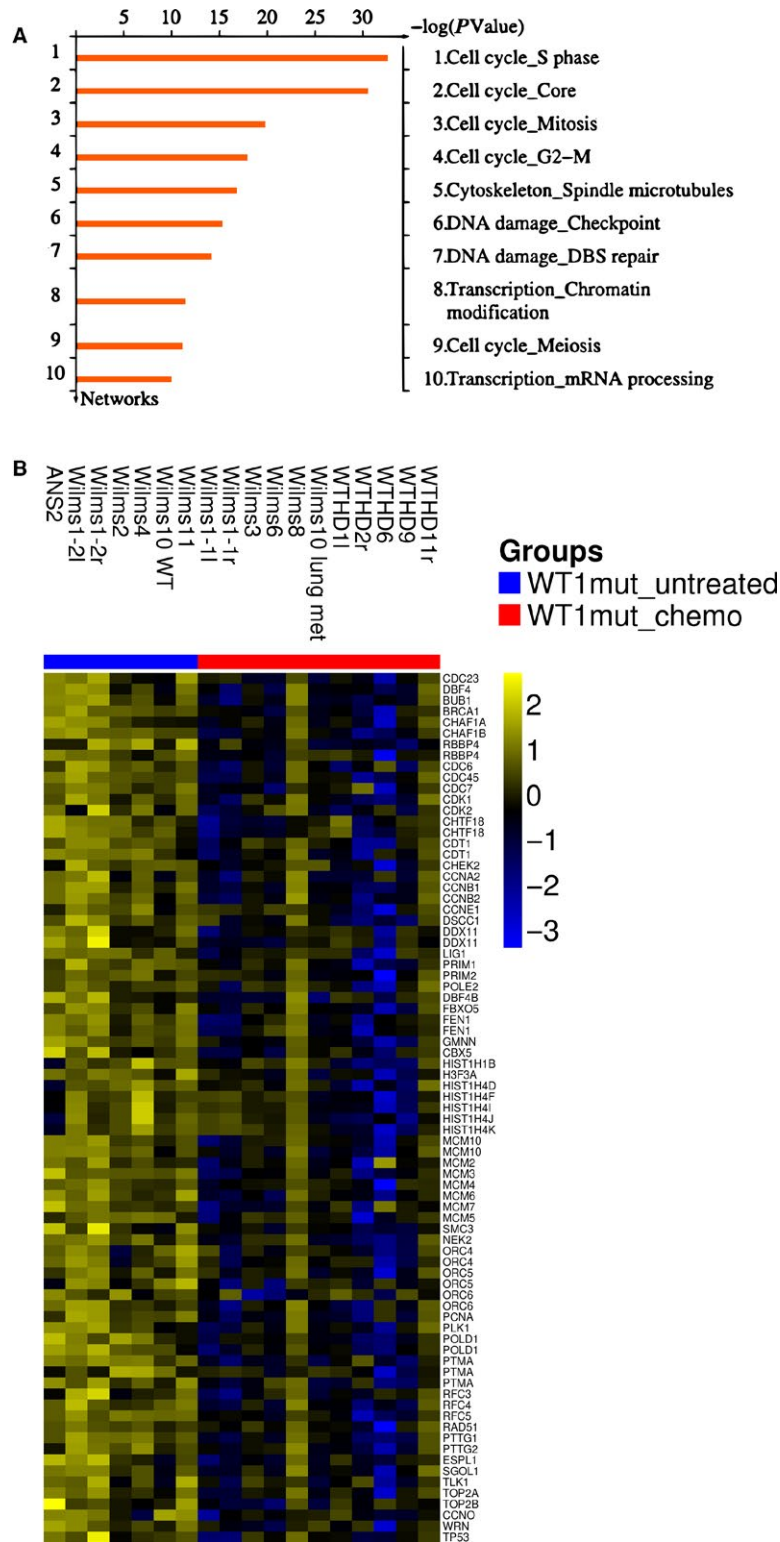 A
5 10 15 20 25 30 −log(PValue)
1 1.Cell cycle_S phase
2 2.Cell cycle_Core
3 3.Cell cycle_Mitosis
4 4.Cell cycle_G2−M
5 5.Cytoskeleton_Spindle microtubules
6 6.DNA damage_Checkpoint
7 7.DNA damage_DBS repair
8 8.Transcription_Chromatin
modification
9 9.Cell cycle_Meiosis
10 10.Transcription_mRNA processing
Networks
B
ANS2
Wilms1-2l
Wilms1-2r
Wilms2
Wilms4
Wilms10 WT
Wilms11
Wilms1-1l
Wilms1-1r
Wilms3
Wilms6
Wilms8
Wilms10 lung met
WTHD1l
WTHD2r
WTHD6
WTHD9
WTHD11r
Groups
WT1mut_untreated
WT1mut_chemo
2
1
0
−1
−2
−3
CDC23
DBF4
BUB1
BRCA1
CHAF1A
CHAF1B
RBBP4
RBBP4
CDC6
CDC45
CDC7
CDK1
CDK2
CHTF18
CHTF18
CDT1
CDT1
CHEK2
CCNA2
CCNB1
CCNB2
CCNE1
DSCC1
DDX11
DDX11
LIG1
PRIM1
PRIM2
POLE2
DBF4B
FBXO5
FEN1
FEN1
GMNN
CBX5
HIST1H1B
H3F3A
HIST1H4D
HIST1H4F
HIST1H4I
HIST1H4J
HIST1H4K
MCM10
MCM10
MCM2
MCM3
MCM4
MCM6
MCM7
MCM5
SMC3
NEK2
ORC4
ORC4
ORC5
ORC5
ORC6
ORC6
PCNA
PLK1
POLD1
POLD1
PTMA
PTMA
PTMA
RFC3
RFC4
RFC5
RAD51
PTTG1
PTTG2
ESPL1
SGOL1
TLK1
TOP2A
TOP2B
CCNO
WRN
TP53